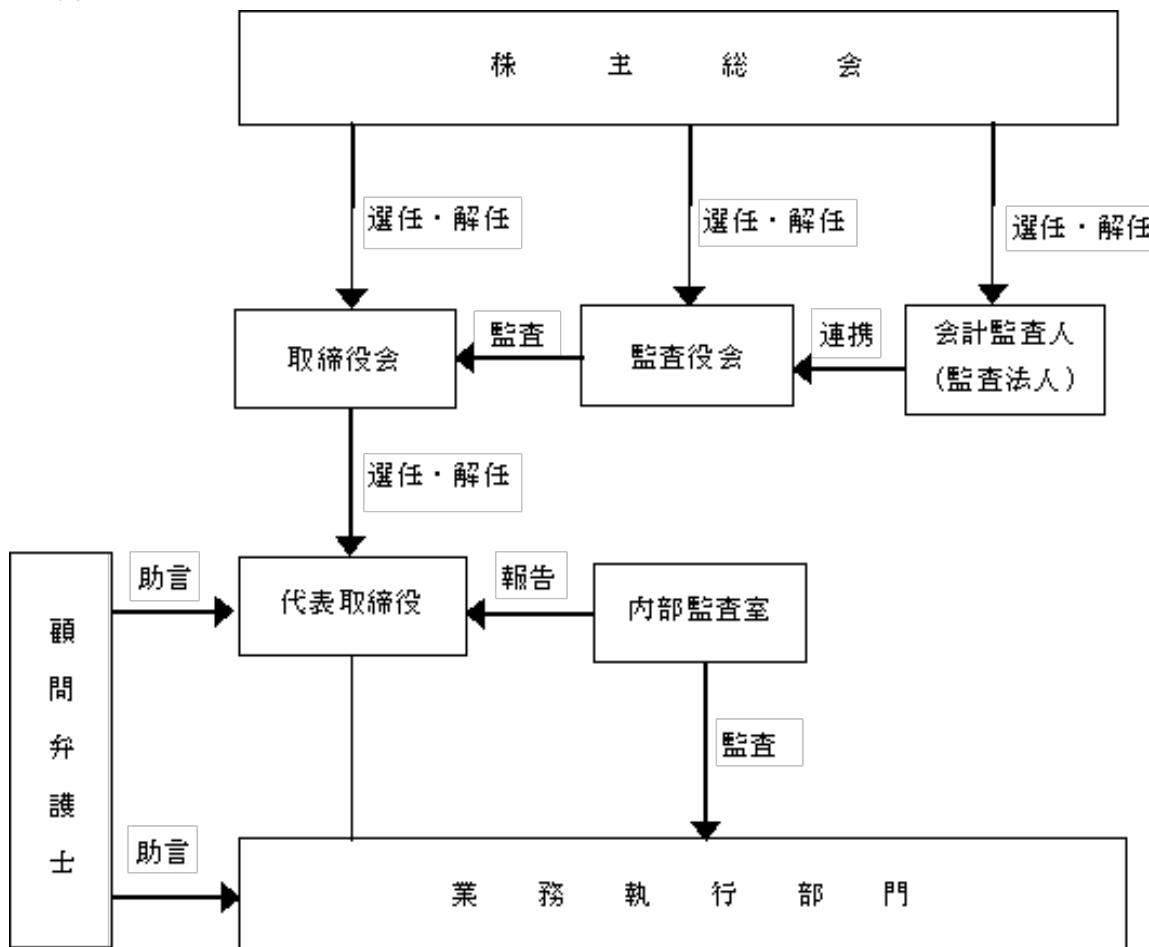 株主総会
選任・解任
選任・解任
選任・解任
取締役会
監査
監査役会
連携
会計監査人
(監査法人)
選任・解任
顧問弁護士
助言
代表取締役
報告
内部監査室
監査
助言
業務執行部門